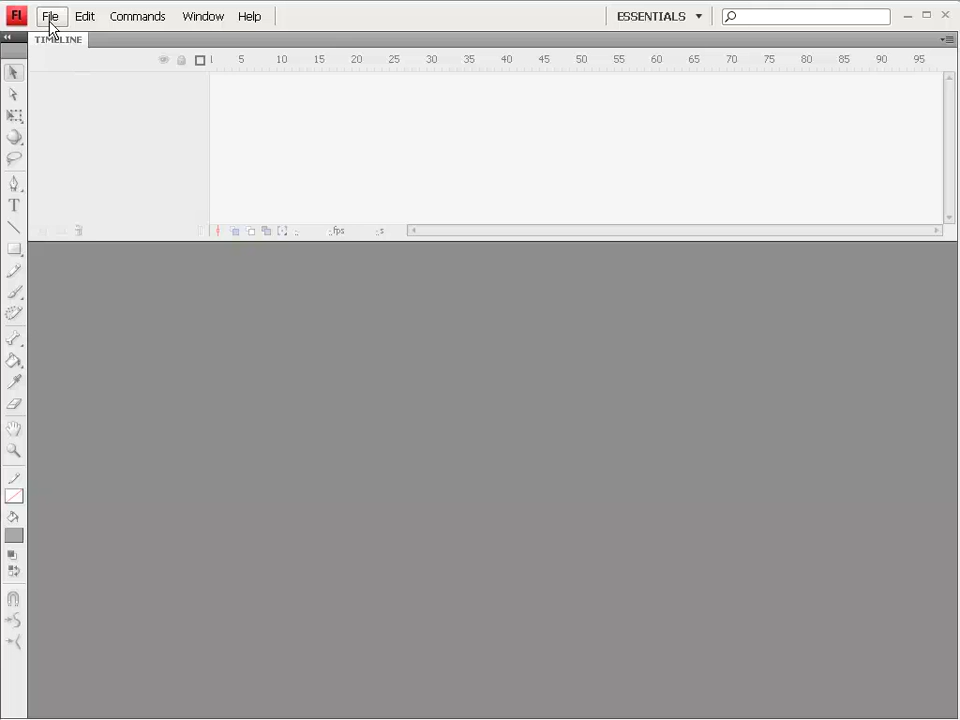 Fl File Edit Commands Window Help ESSENTIALS
TIMELINE
1 5 10 15 20 25 30 35 40 45 50 55 60 65 70 75 80 85 90 95
fps s
T